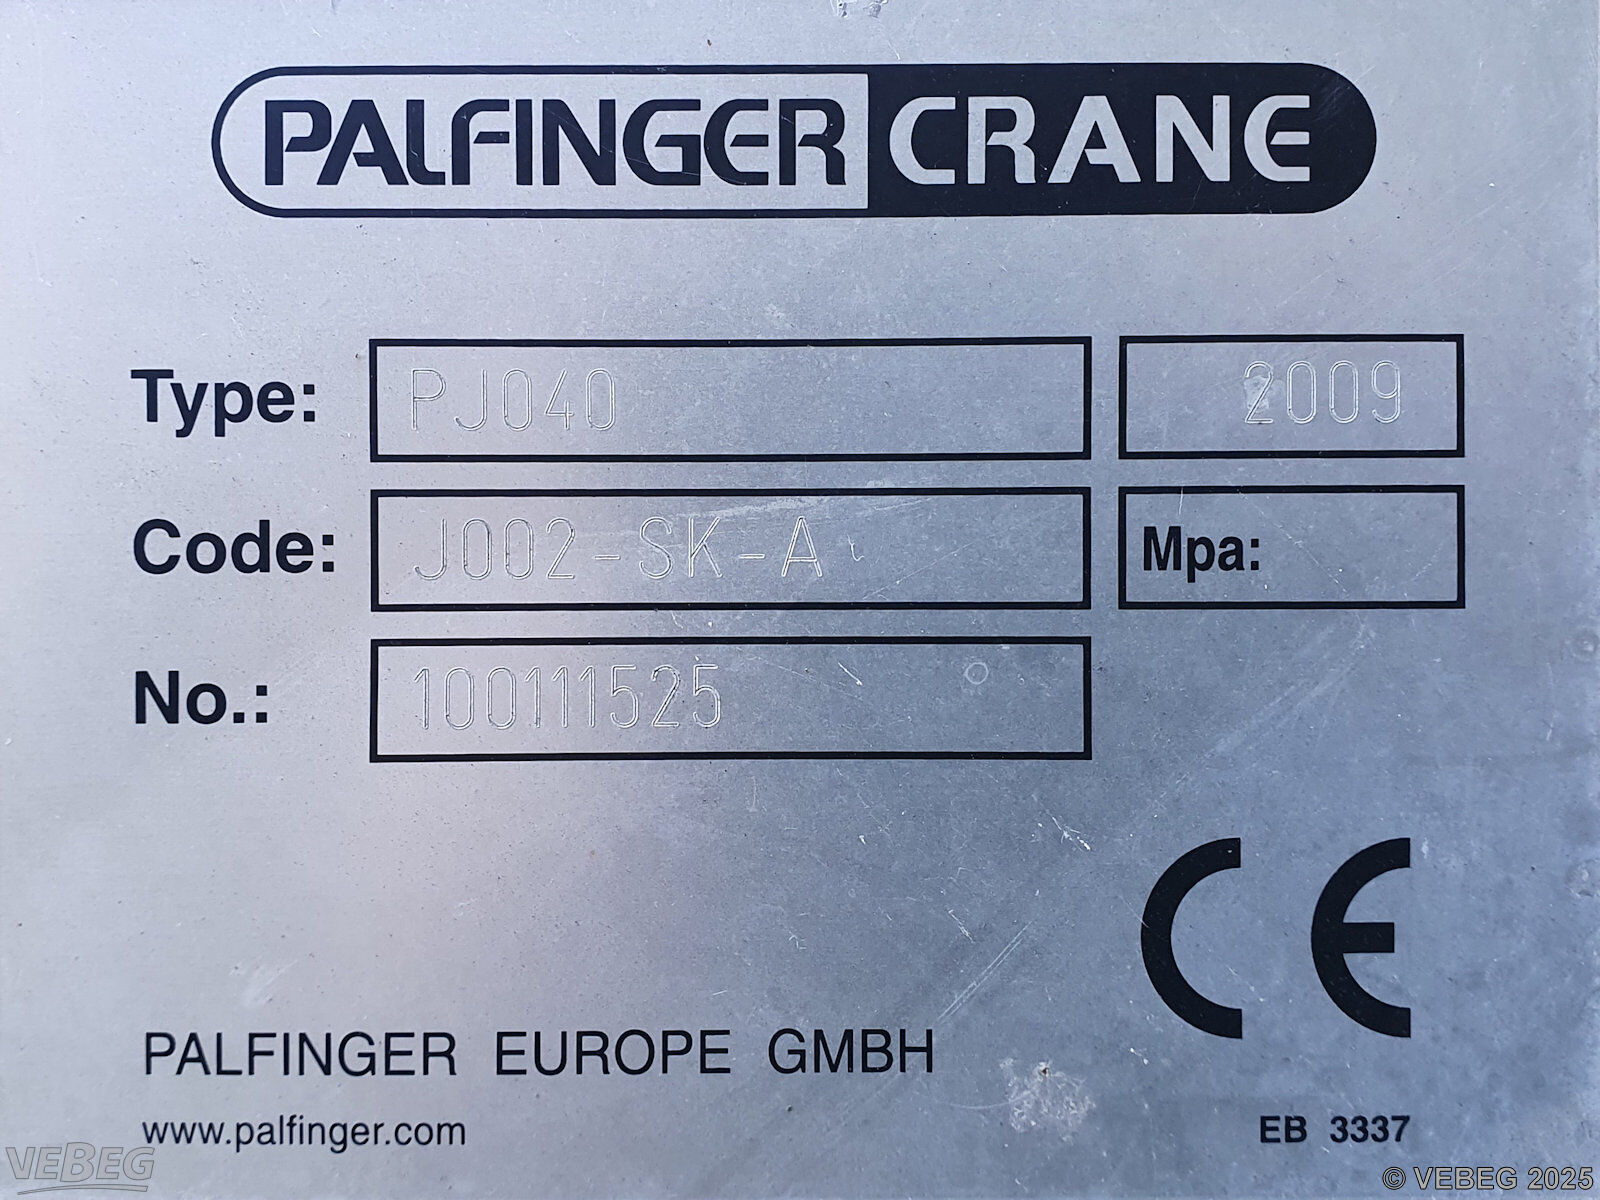 PALFINGER CRANE
Type: PJ040 2009
Code: J002-SK-A Mpa:
No.: 100111525
CE
PALFINGER EUROPE GMBH
www.palfinger.com
EB 3337
VEBEG
© VEBEG 2025